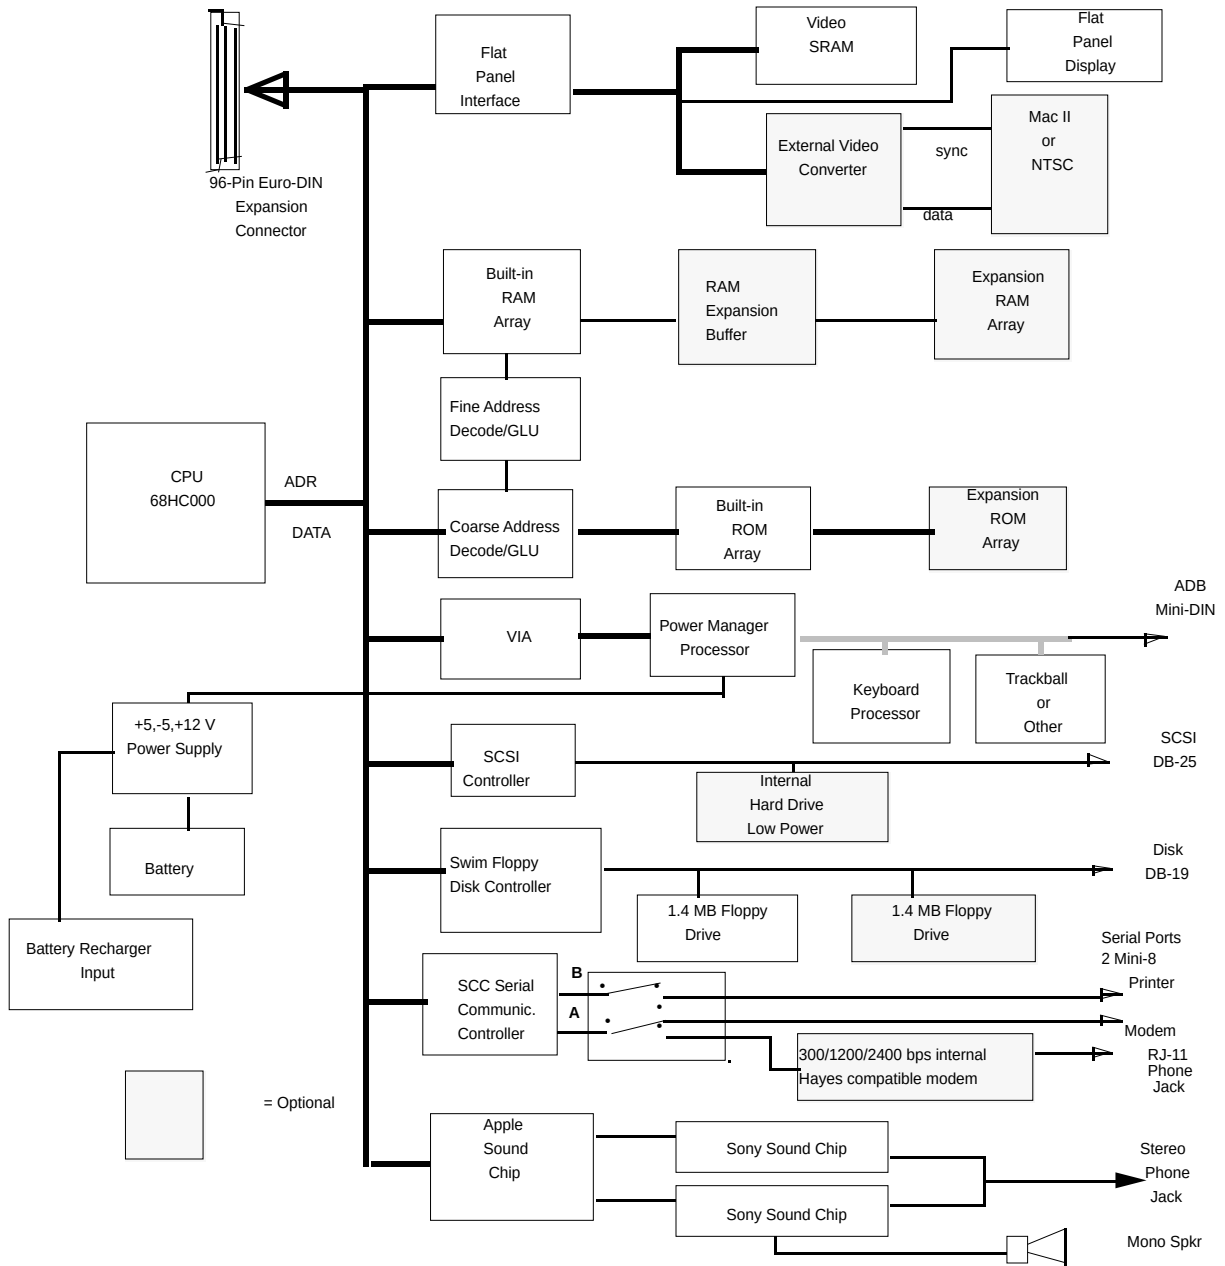 Flat
Panel
Interface
Video
SRAM
Flat
Panel
Display
External Video
Converter
sync
data
Mac II
or
NTSC
96-Pin Euro-DIN
Expansion
Connector
Built-in
RAM
Array
RAM
Expansion
Buffer
Expansion
RAM
Array
Fine Address
Decode/GLU
CPU
68HC000
ADR
DATA
Coarse Address
Decode/GLU
Built-in
ROM
Array
Expansion
ROM
Array
VIA
Power Manager
Processor
ADB
Mini-DIN
Keyboard
Processor
Trackball
or
Other
+5,-5,+12 V
Power Supply
SCSI
Controller
SCSI
DB-25
Internal
Hard Drive
Low Power
Battery
Swim Floppy
Disk Controller
Disk
DB-19
1.4 MB Floppy
Drive
1.4 MB Floppy
Drive
Battery Recharger
Input
SCC Serial
Communic.
Controller
B
A
Serial Ports
2 Mini-8
Printer
Modem
300/1200/2400 bps internal
Hayes compatible modem
RJ-11
Phone
Jack
= Optional
Apple
Sound
Chip
Sony Sound Chip
Sony Sound Chip
Stereo
Phone
Jack
Mono Spkr